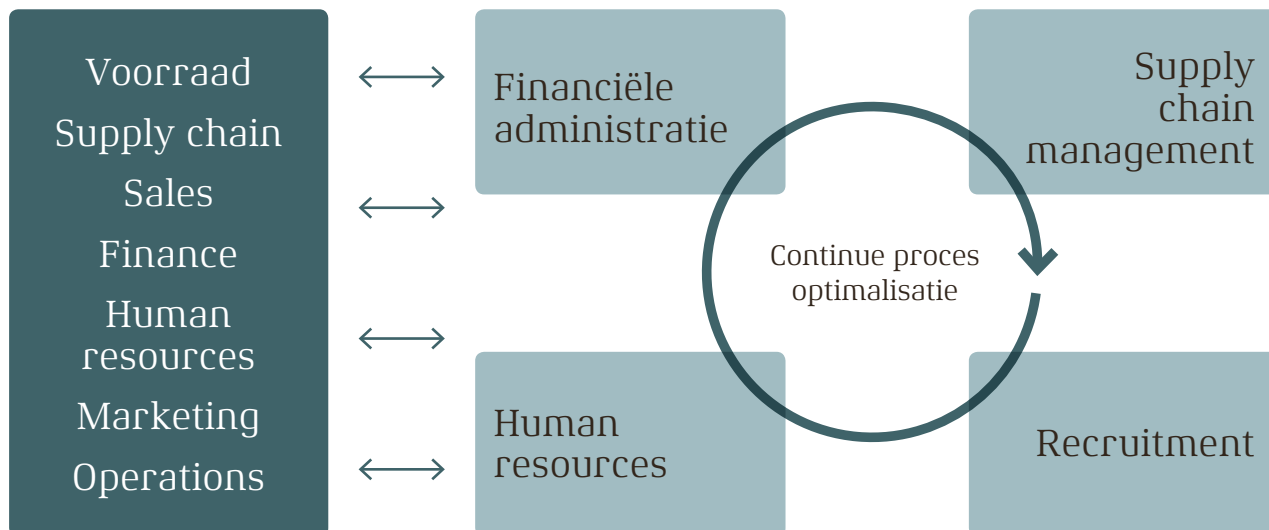 Voorraad
Supply chain
Sales
Finance
Human
resources
Marketing
Operations
Financiële
administratie
Supply
chain
management
Continue proces
optimalisatie
Human
resources
Recruitment